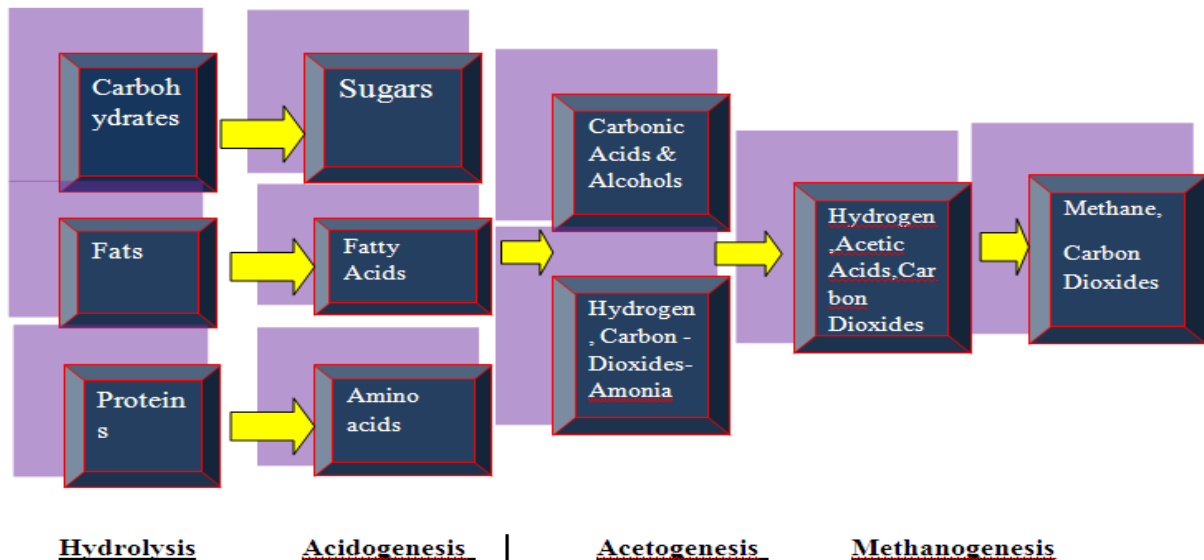 Carboh
ydrates
Sugars
Fats
Fatty
Acids
Protein
s
Amino
acids
Carbonic
Acids &
Alcohols
Hydrogen
, Carbon -
Dioxides-
Amonia
Hydrogen
,Acetic
Acids,Car
bon
Dioxides
Methane,
Carbon
Dioxides
Hydrolysis Acidogenesis | Acetogenesis Methanogenesis